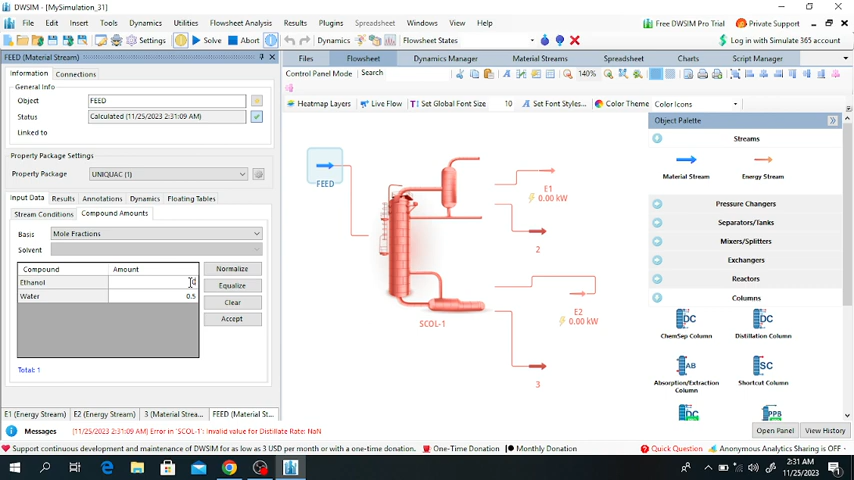 DWSIM - [MySimulation_31]
File Edit Insert Tools Dynamics Utilities Flowsheet Analysis Results Plugins Spreadsheet Windows View Help Free DWSIM Pro Trial Private Support
Settings Solve Abort Dynamics Flowsheet States Log in with Simulate 365 account
FEED (Material Stream)
Files Flowsheet Dynamics Manager Material Streams Spreadsheet Charts Script Manager
Information Connections
Control Panel Mode Search 140%
General Info
Object FEED
Heatmap Layers Live Flow Set Global Font Size 10 Set Font Styles... Color Theme Color Icons
Status Calculated (11/25/2023 2:31:09 AM)
Linked to
Object Palette
Streams
Material Stream Energy Stream
Property Package Settings
Property Package UNIQUAC (1)
Input Data Results Annotations Dynamics Floating Tables
Stream Conditions Compound Amounts
Basis Mole Fractions
Solvent
Compound Amount
Ethanol
Water 0.5
Normalize
Equalize
Clear
Accept
Total: 1
FEED
E1
0.00 kW
2
E2
0.00 kW
SCOL-1
3
Pressure Changers
Separators/Tanks
Mixers/Splitters
Exchangers
Reactors
Columns
ChemSep Column Distillation Column
Absorption/Extraction Column Shortcut Column
E1 (Energy Stream) E2 (Energy Stream) 3 (Material Strea... FEED (Material St...
Messages [11/25/2023 2:31:09 AM] Error in 'SCOL-1': Invalid value for Distillate Rate: NaN Open Panel View History
Support continuous development and maintenance of DWSIM for as low as 3 USD per month or with a one-time donation. One-Time Donation Monthly Donation Quick Question Anonymous Analytics Sharing is OFF
2:31 AM
11/25/2023